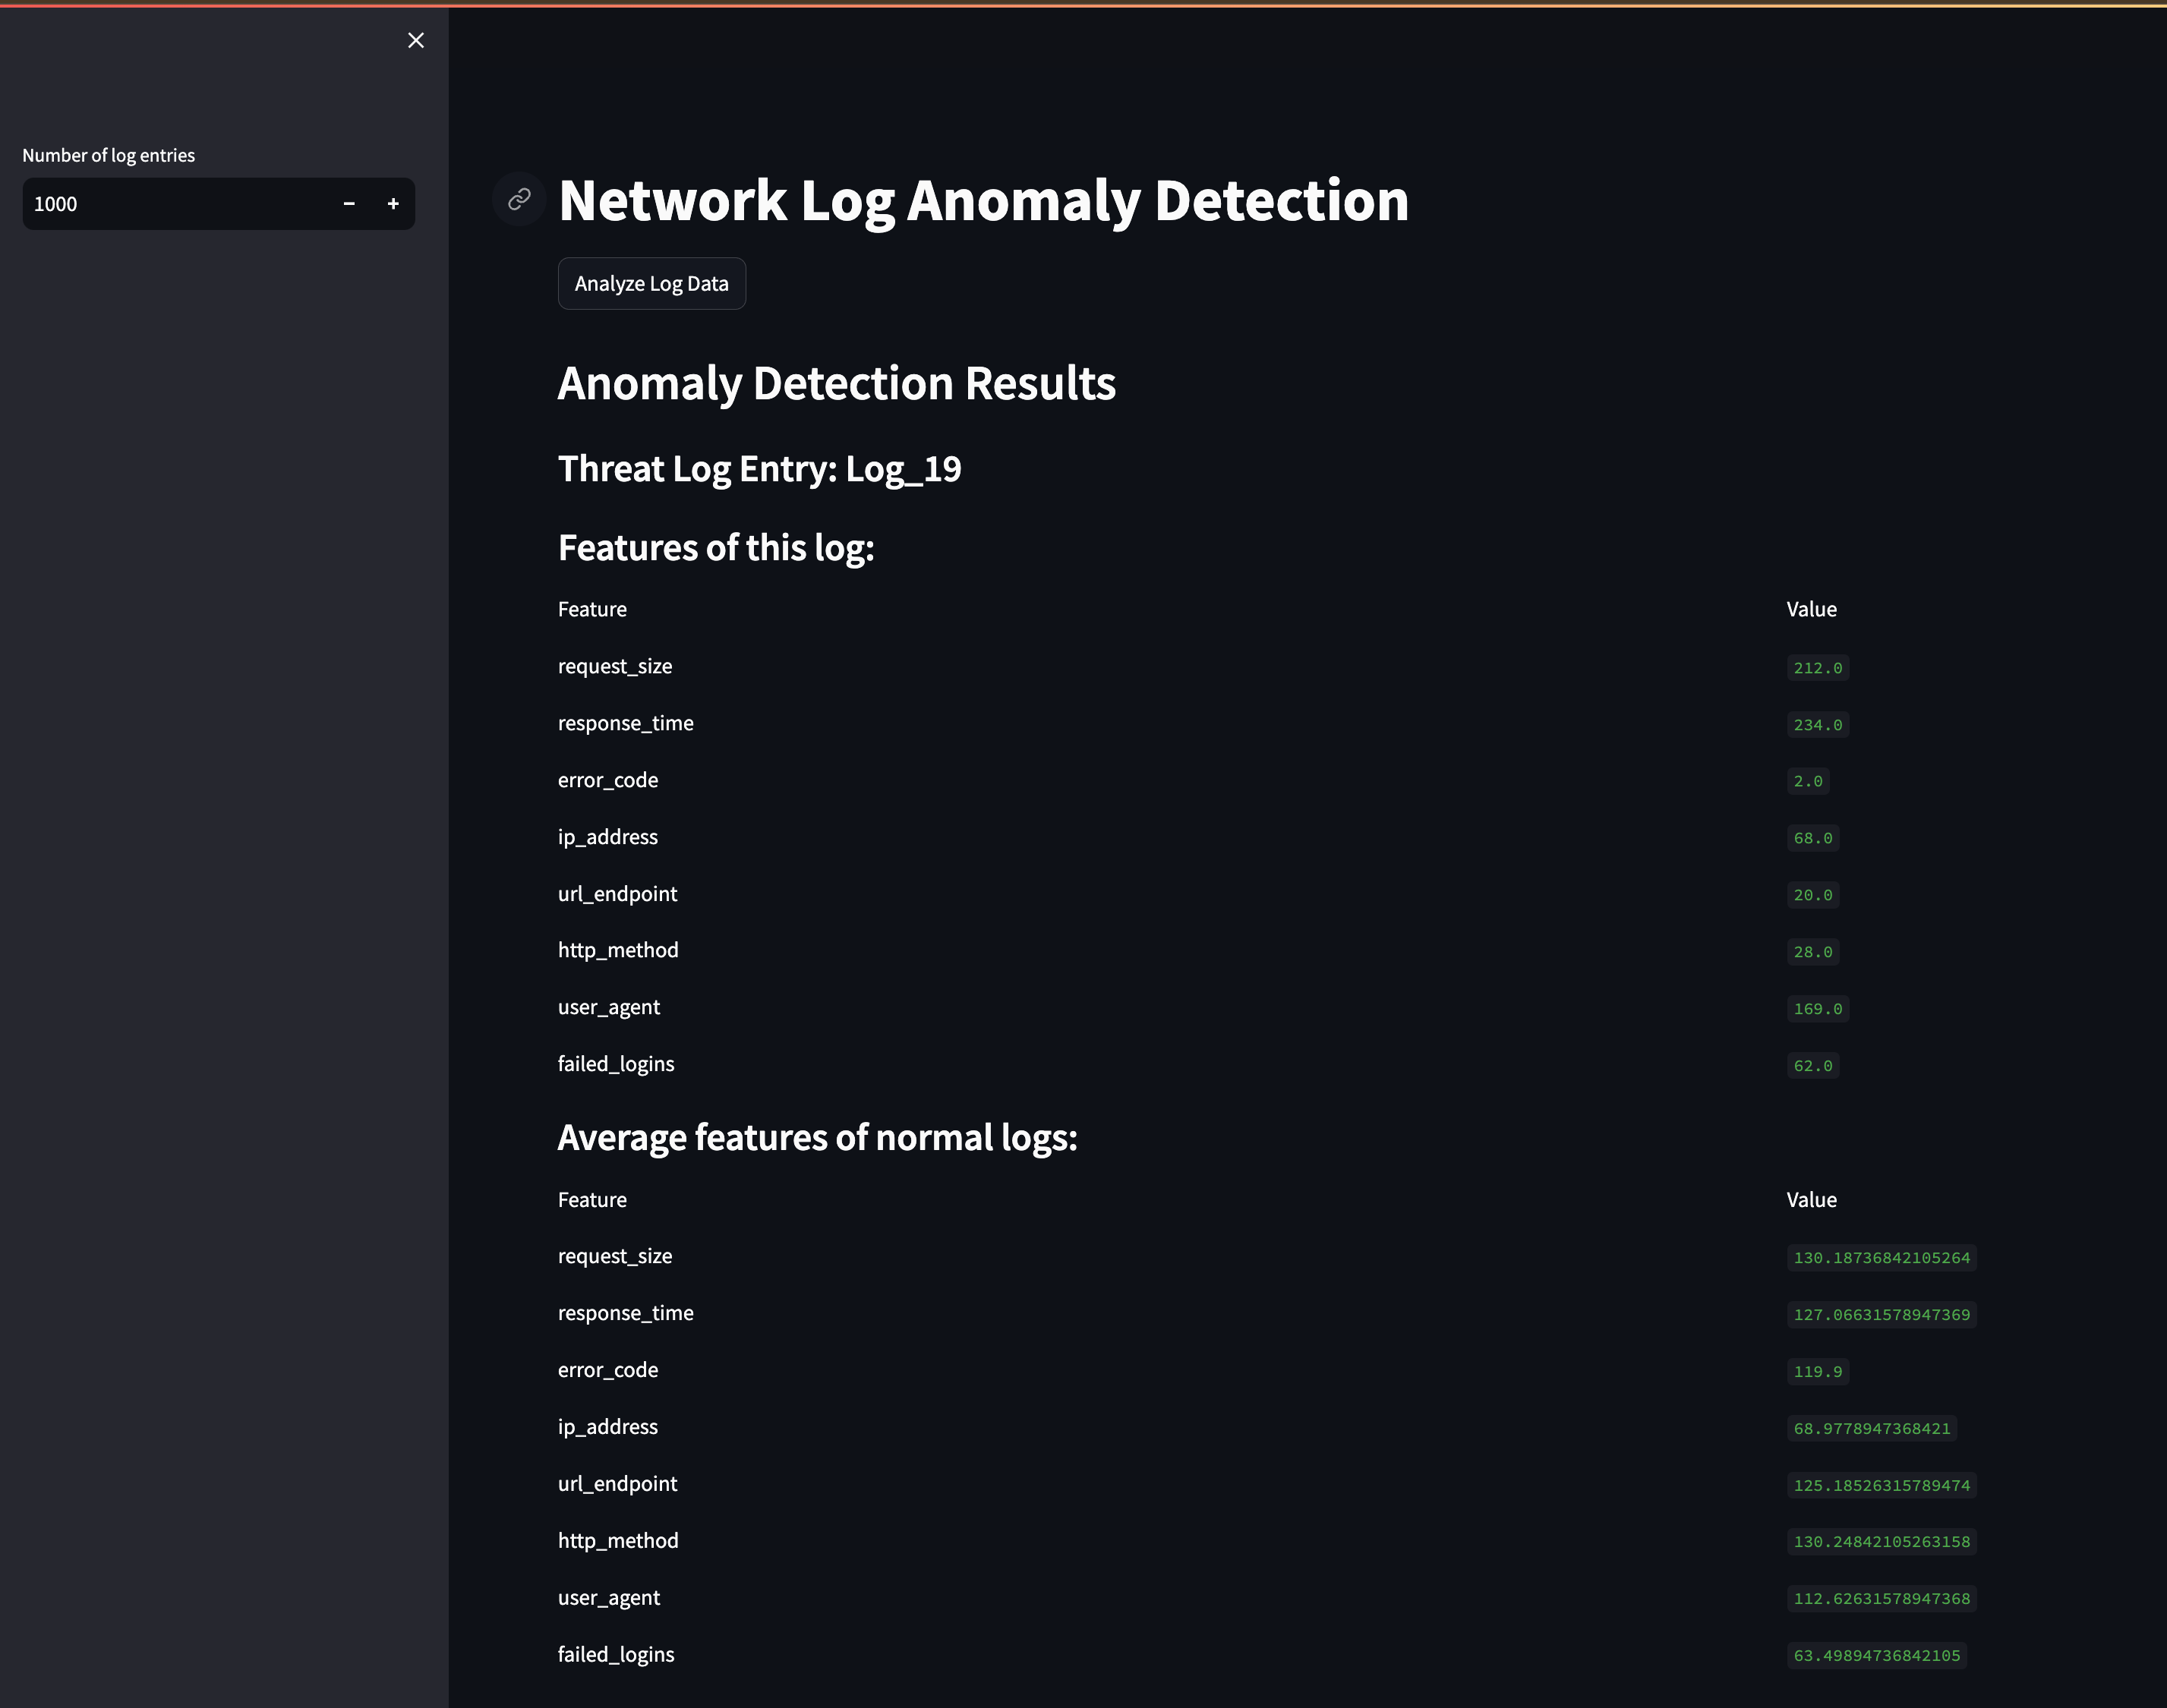 Number of log entries
1000
Network Log Anomaly Detection
Analyze Log Data
Anomaly Detection Results
Threat Log Entry: Log_19
Features of this log:
Feature Value
request_size 212.0
response_time 234.0
error_code 2.0
ip_address 68.0
url_endpoint 20.0
http_method 28.0
user_agent 169.0
failed_logins 62.0
Average features of normal logs:
Feature Value
request_size 130.18736842105264
response_time 127.06631578947369
error_code 119.9
ip_address 68.9778947368421
url_endpoint 125.18526315789474
http_method 130.24842105263158
user_agent 112.62631578947368
failed_logins 63.49894736842105